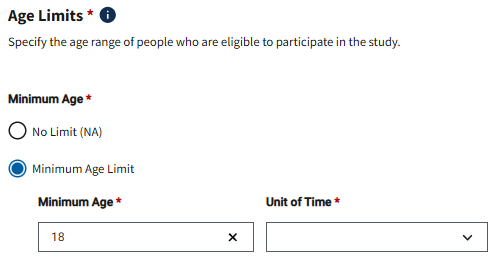 Age Limits * i
Specify the age range of people who are eligible to participate in the study.
Minimum Age *
No Limit (NA)
Minimum Age Limit
Minimum Age * Unit of Time *
18